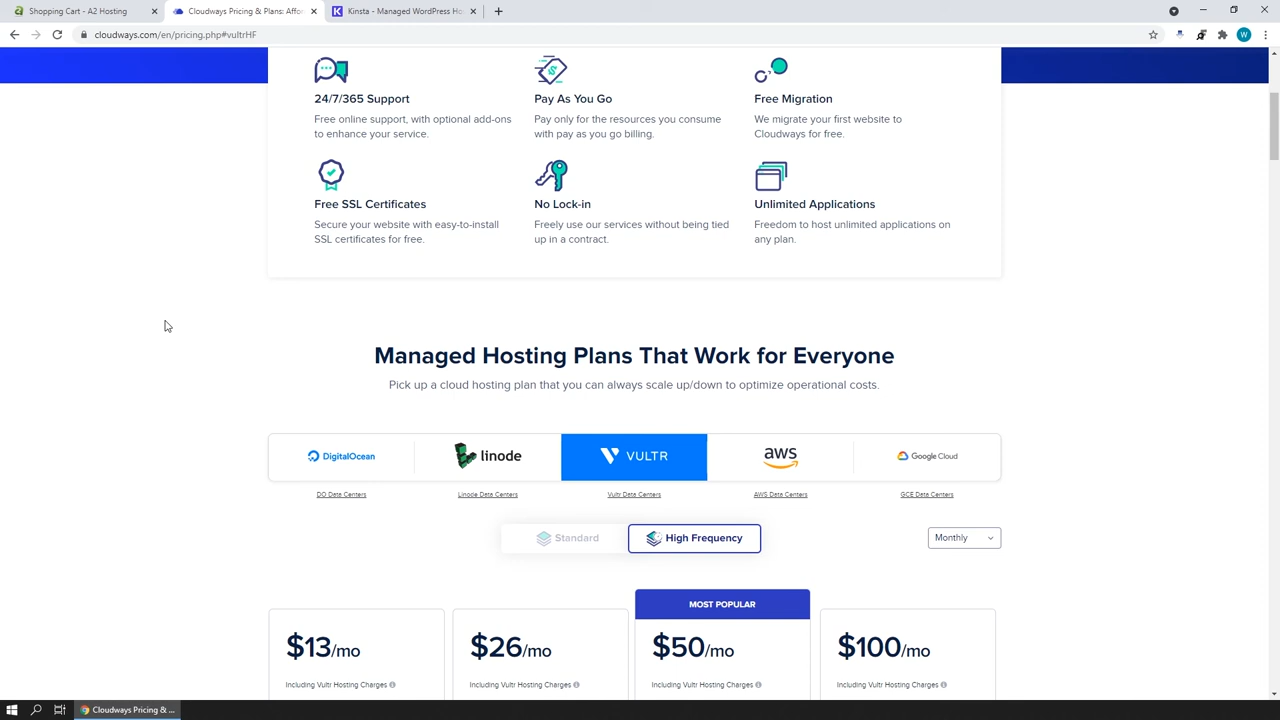 Shopping Cart - A2 Hosting
Cloudways Pricing & Plans: Affor
Kinsta - Managed WordPress Ho
cloudways.com/en/pricing.php#vultrHF
W
24/7/365 Support
Pay As You Go
Free Migration
Free online support, with optional add-ons
to enhance your service.
Pay only for the resources you consume
with pay as you go billing.
We migrate your first website to
Cloudways for free.
Free SSL Certificates
No Lock-in
Unlimited Applications
Secure your website with easy-to-install
SSL certificates for free.
Freely use our services without being tied
up in a contract.
Freedom to host unlimited applications on
any plan.
Managed Hosting Plans That Work for Everyone
Pick up a cloud hosting plan that you can always scale up/down to optimize operational costs.
DigitalOcean
linode
VULTR
aws
Google Cloud
DO Data Centers
Linode Data Centers
Vultr Data Centers
AWS Data Centers
GCE Data Centers
Standard
High Frequency
Monthly
MOST POPULAR
$13/mo
$26/mo
$50/mo
$100/mo
Including Vultr Hosting Charges
Including Vultr Hosting Charges
Including Vultr Hosting Charges
Including Vultr Hosting Charges
Cloudways Pricing & ...